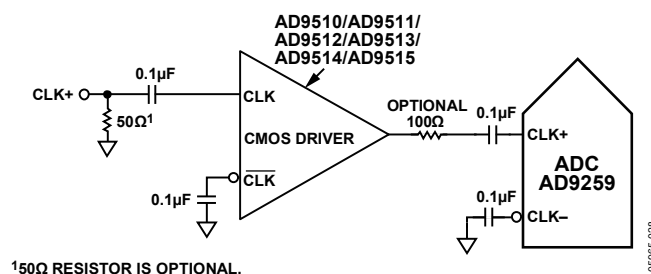 AD9510/AD9511/
AD9512/AD9513/
AD9514/AD9515
0.1µF
CLK+
50Ω1
CLK
CMOS DRIVER
CLK
0.1µF
OPTIONAL
100Ω
0.1µF
CLK+
ADC
AD9259
0.1µF
CLK–
150Ω RESISTOR IS OPTIONAL.